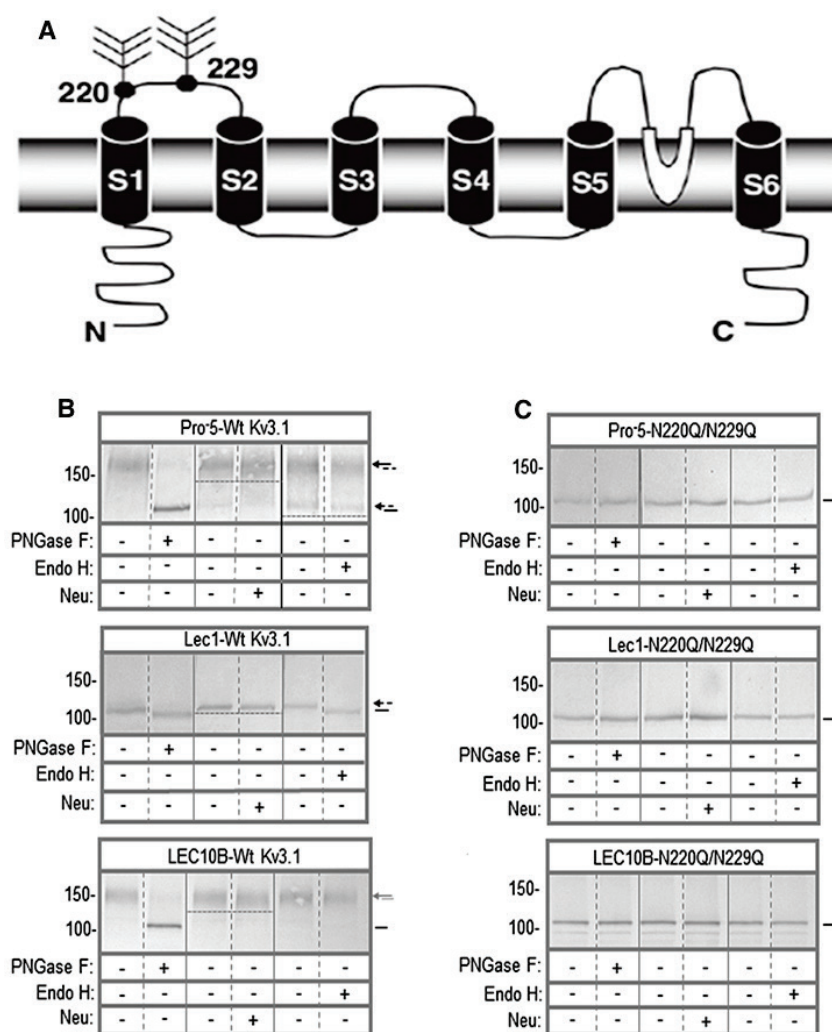 A
220
229
S1 S2 S3 S4 S5 S6
N
C
B
Pro-5-Wt Kv3.1
150-
100-
PNGase F: - + - - - -
Endo H: - - - - - +
Neu: - - - + - -
Lec1-Wt Kv3.1
150-
100-
PNGase F: - + - - - -
Endo H: - - - - - +
Neu: - - - + - -
LEC10B-Wt Kv3.1
150-
100-
PNGase F: - + - - - -
Endo H: - - - - - +
Neu: - - - + - -
C
Pro-5-N220Q/N229Q
150-
100-
PNGase F: - + - - - -
Endo H: - - - - - +
Neu: - - - + - -
Lec1-N220Q/N229Q
150-
100-
PNGase F: - + - - - -
Endo H: - - - - - +
Neu: - - - + - -
LEC10B-N220Q/N229Q
150-
100-
PNGase F: - + - - - -
Endo H: - - - - - +
Neu: - - - + - -